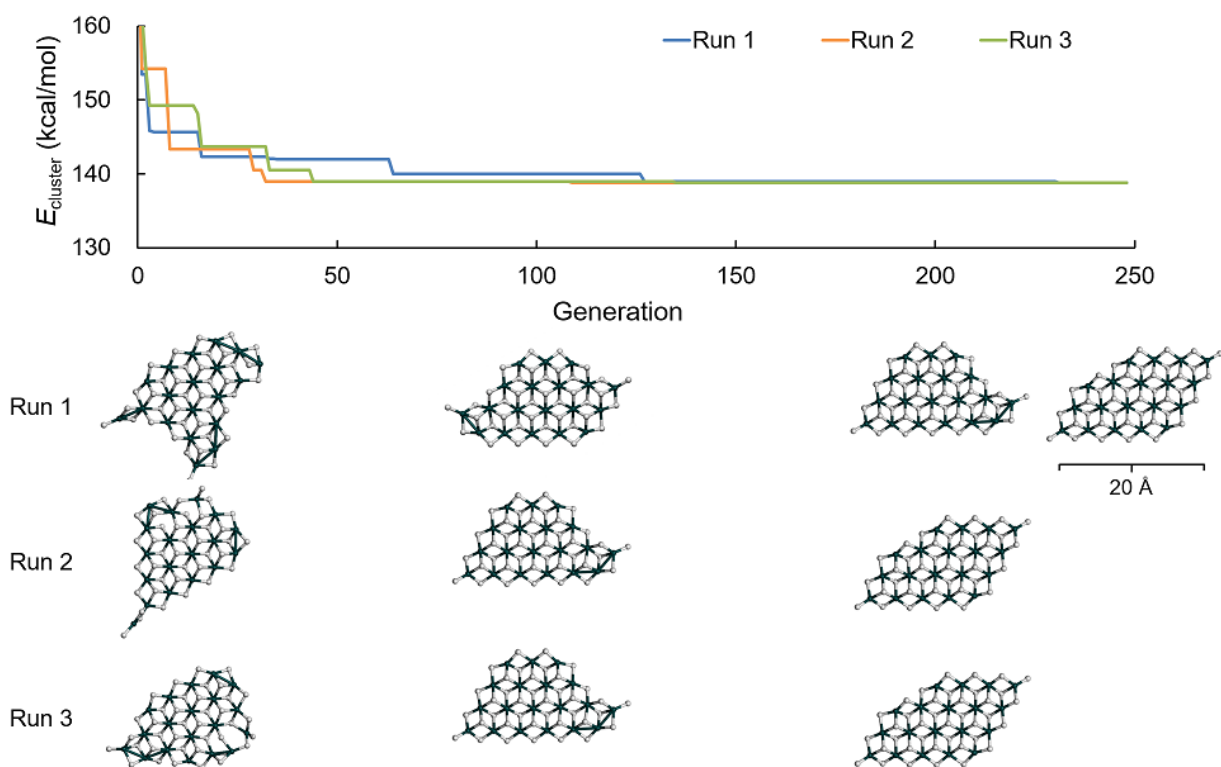 160
Run 1
Run 2
Run 3
150
140
130
E_cluster (kcal/mol)
0
50
100
150
200
250
Generation
Run 1
20 Å
Run 2
Run 3